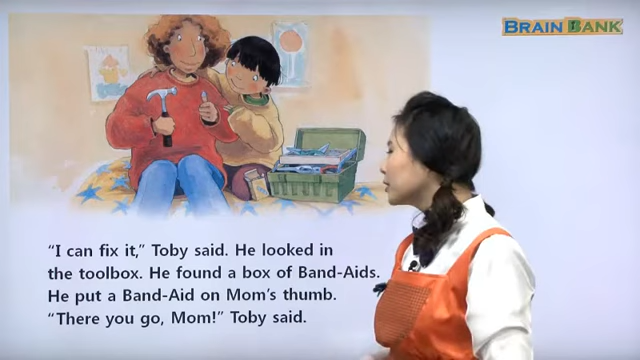 BRAIN BANK
“I can fix it,” Toby said. He looked in
the toolbox. He found a box of Band-Aids.
He put a Band-Aid on Mom’s thumb.
“There you go, Mom!” Toby said.